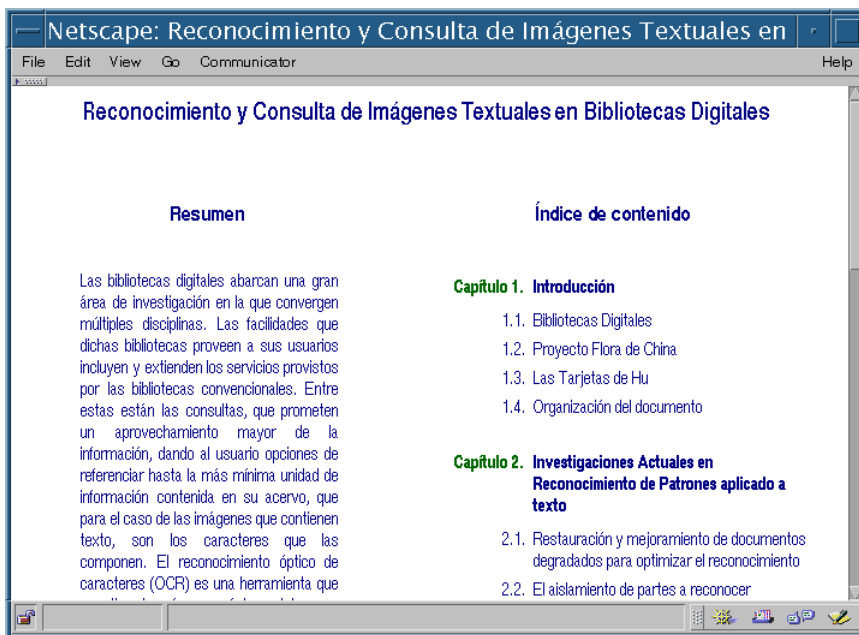 Netscape: Reconocimiento y Consulta de Imágenes Textuales en
File Edit View Go Communicator Help
Reconocimiento y Consulta de Imágenes Textuales en Bibliotecas Digitales
Resumen
Las bibliotecas digitales abarcan una gran
área de investigación en la que convergen
múltiples disciplinas. Las facilidades que
dichas bibliotecas proveen a sus usuarios
incluyen y extienden los servicios provistos
por las bibliotecas convencionales. Entre
estas están las consultas, que prometen
un aprovechamiento mayor de la
información, dando al usuario opciones de
referenciar hasta la más mínima unidad de
información contenida en su acervo, que
para el caso de las imágenes que contienen
texto, son los caracteres que las
componen. El reconocimiento óptico de
caracteres (OCR) es una herramienta que
Índice de contenido
Capítulo 1. Introducción
1.1. Bibliotecas Digitales
1.2. Proyecto Flora de China
1.3. Las Tarjetas de Hu
1.4. Organización del documento
Capítulo 2. Investigaciones Actuales en
Reconocimiento de Patrones aplicado a
texto
2.1. Restauración y mejoramiento de documentos
degradados para optimizar el reconocimiento
2.2. El aislamiento de partes a reconocer